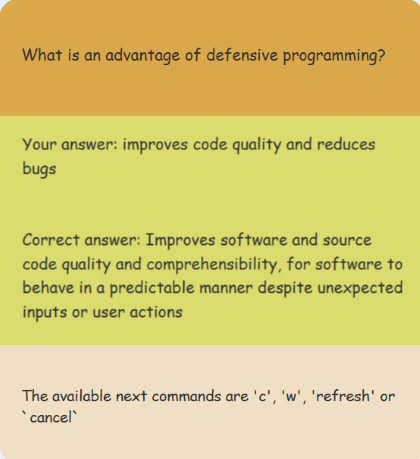 What is an advantage of defensive programming?
Your answer: improves code quality and reduces
bugs
Correct answer: Improves software and source
code quality and comprehensibility, for software to
behave in a predictable manner despite unexpected
inputs or user actions
The available next commands are 'c', 'w', 'refresh' or
`cancel`